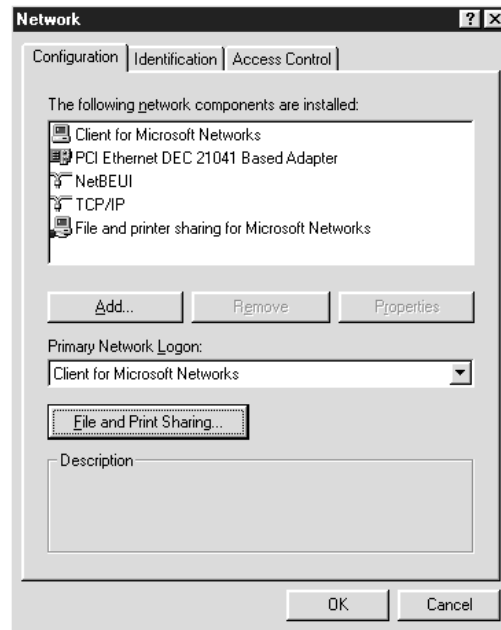 Network
Configuration Identification Access Control
The following network components are installed:
Client for Microsoft Networks
PCI Ethernet DEC 21041 Based Adapter
NetBEUI
TCP/IP
File and printer sharing for Microsoft Networks
Add... Remove Properties
Primary Network Logon:
Client for Microsoft Networks
File and Print Sharing...
Description
OK Cancel